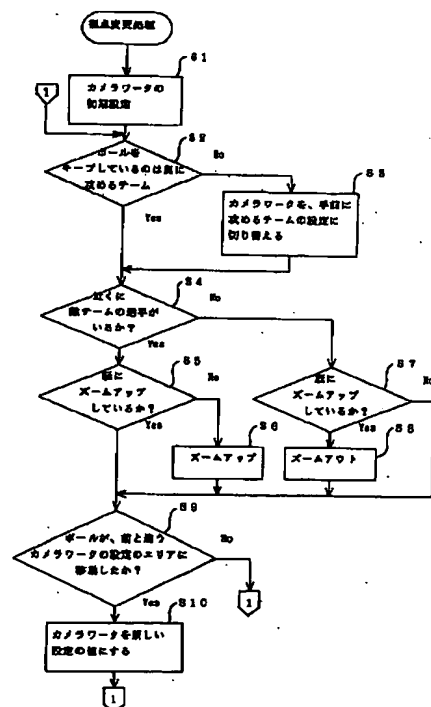 視点変更処理
S1
カメラワークの
初期設定
1
S2
ボールを
キープしているのは奥に
攻めるチーム
No
Yes
S3
カメラワークを、手前に
攻めるチームの設定に
切り替える
S4
近くに
敵チームの選手が
いるか?
No
Yes
S5
既に
ズームアップ
しているか?
No
Yes
S7
既に
ズームアップ
しているか?
No
Yes
S6
ズームアップ
S8
ズームアウト
S9
ボールが、前と違う
カメラワークの設定のエリアに
移動したか?
No
Yes
1
S10
カメラワークを新しい
設定の値にする
1